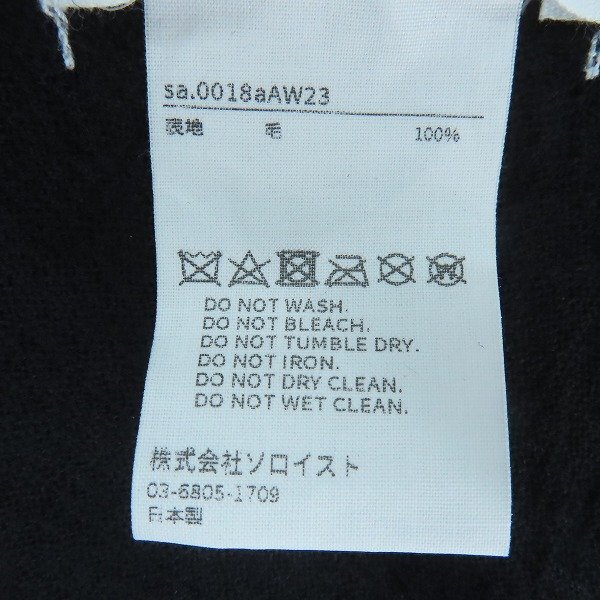 sa.0018aAW23
表地 毛 100%
DO NOT WASH.
DO NOT BLEACH.
DO NOT TUMBLE DRY.
DO NOT IRON.
DO NOT DRY CLEAN.
DO NOT WET CLEAN.
株式会社ソロイスト
03-6805-1709
日本製